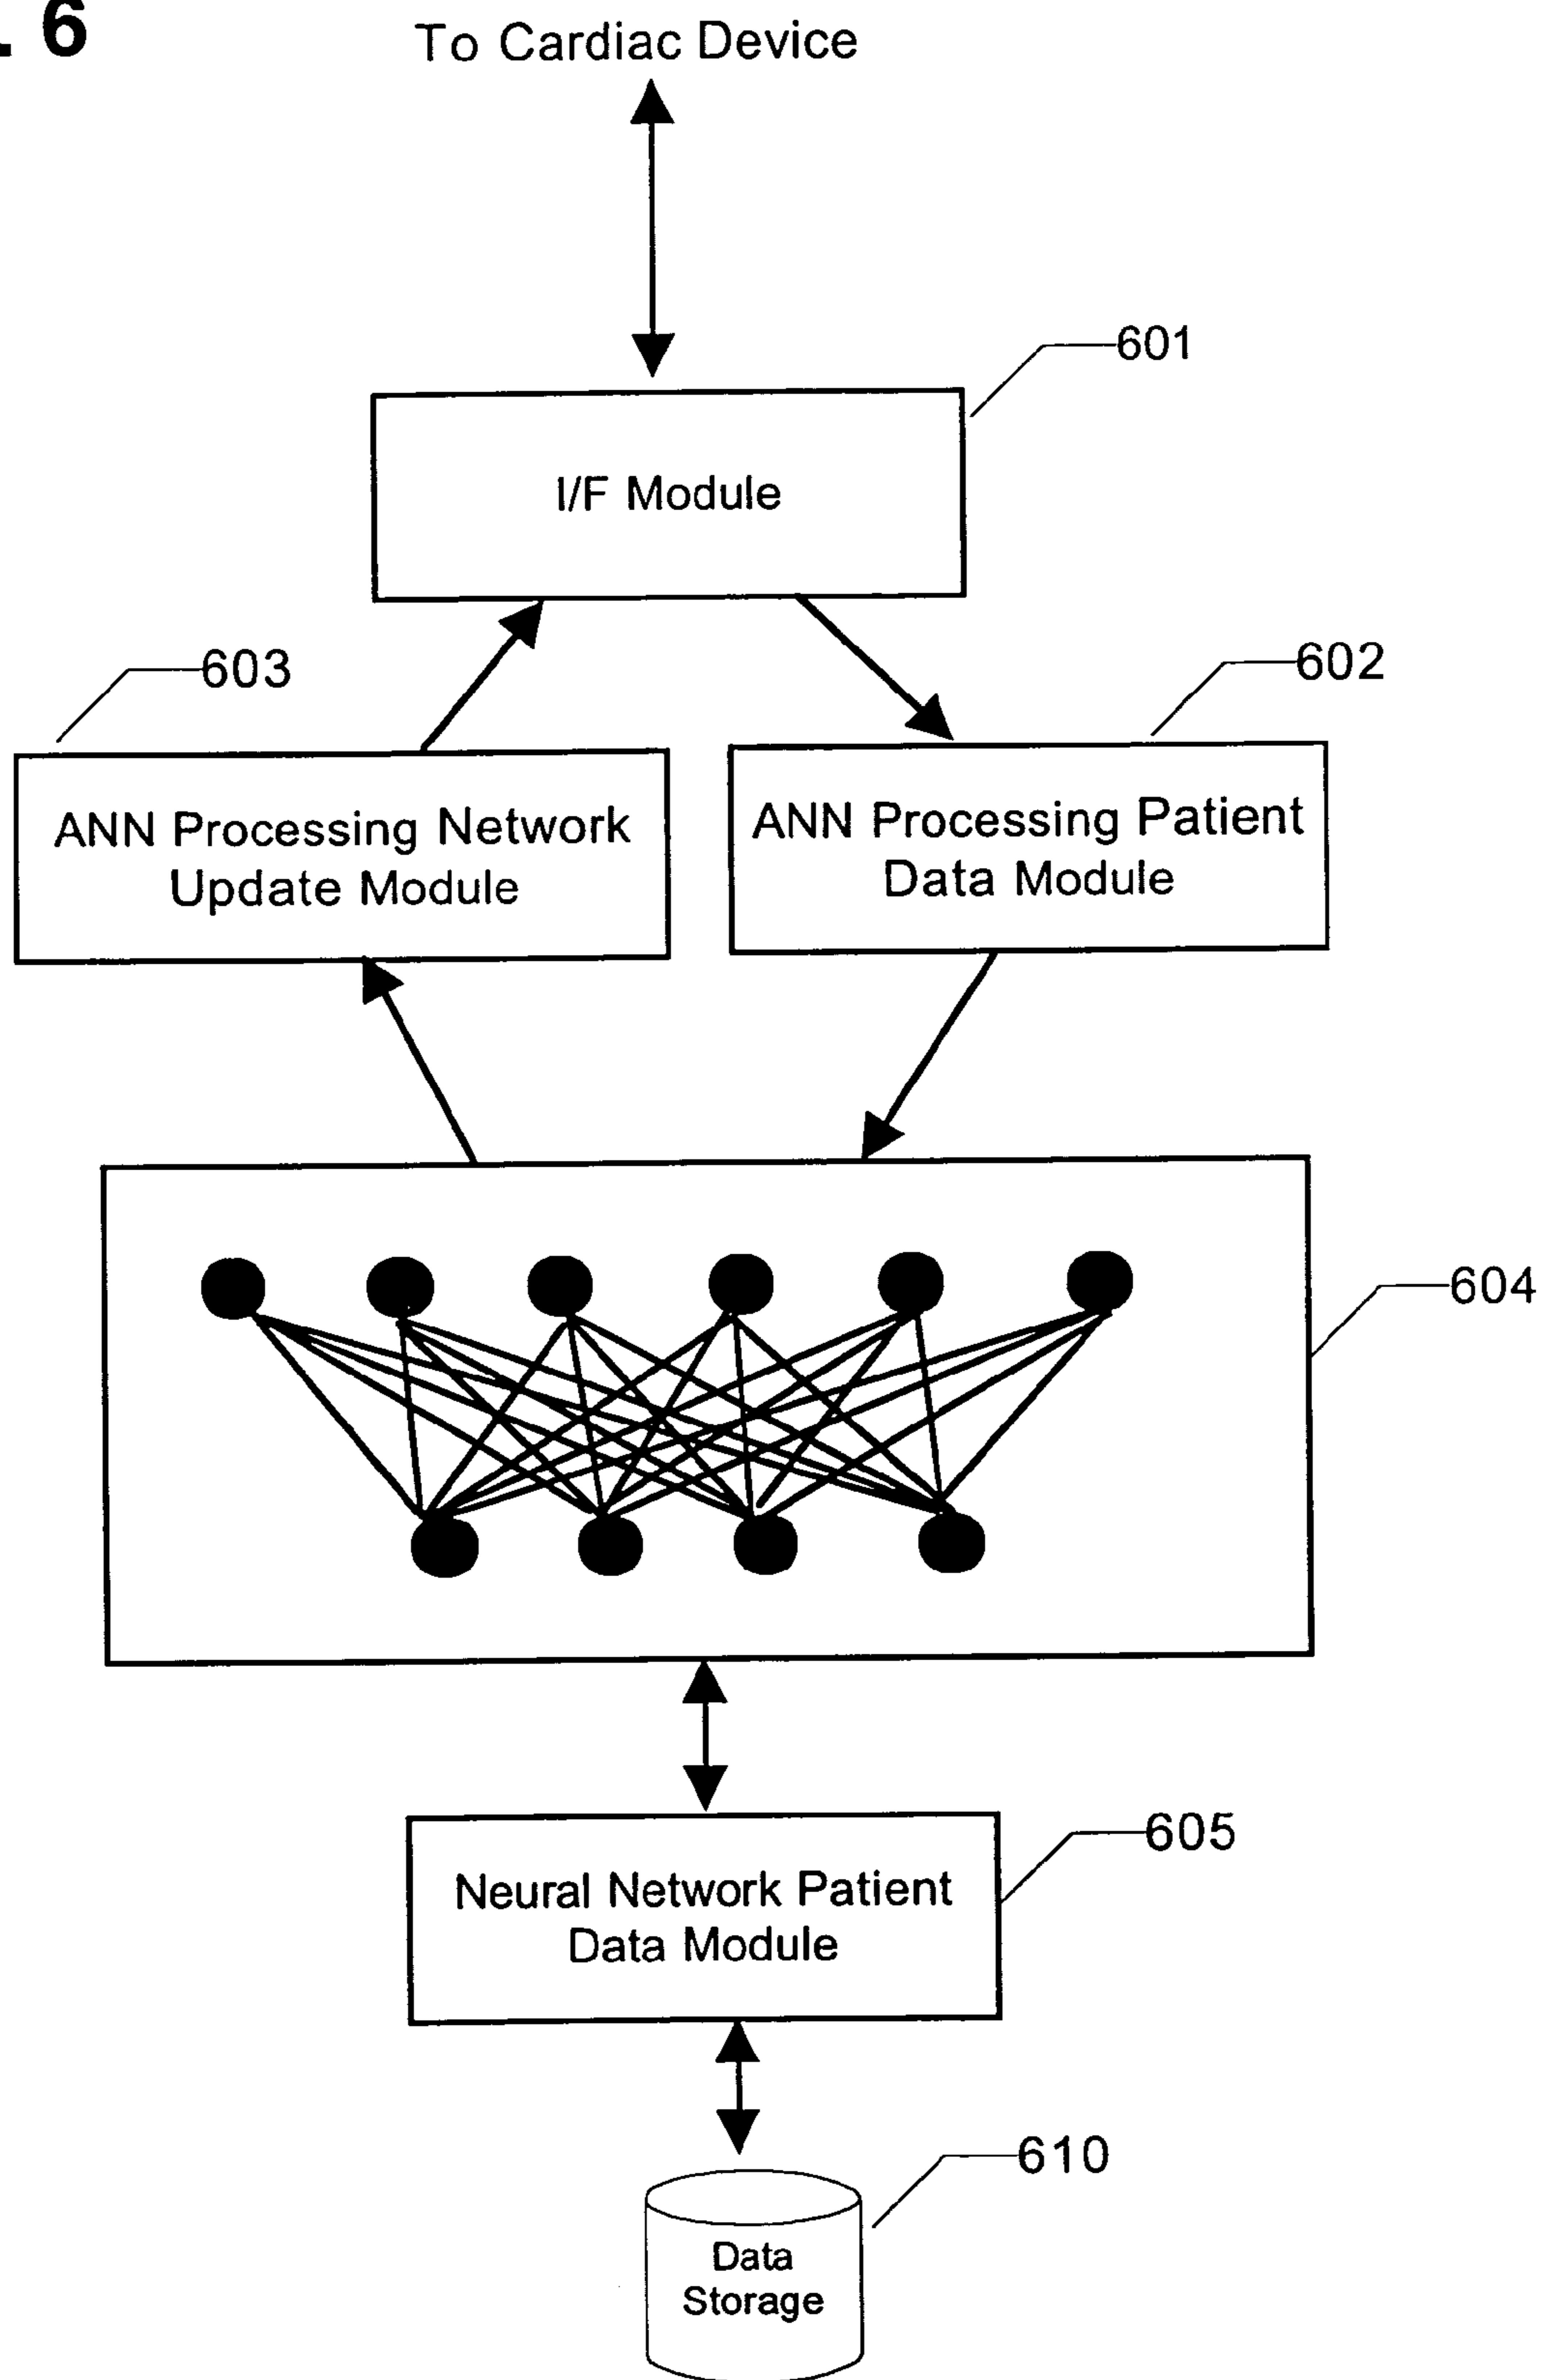 . 6
To Cardiac Device
601
I/F Module
603
602
ANN Processing Network
Update Module
ANN Processing Patient
Data Module
604
605
Neural Network Patient
Data Module
610
Data
Storage